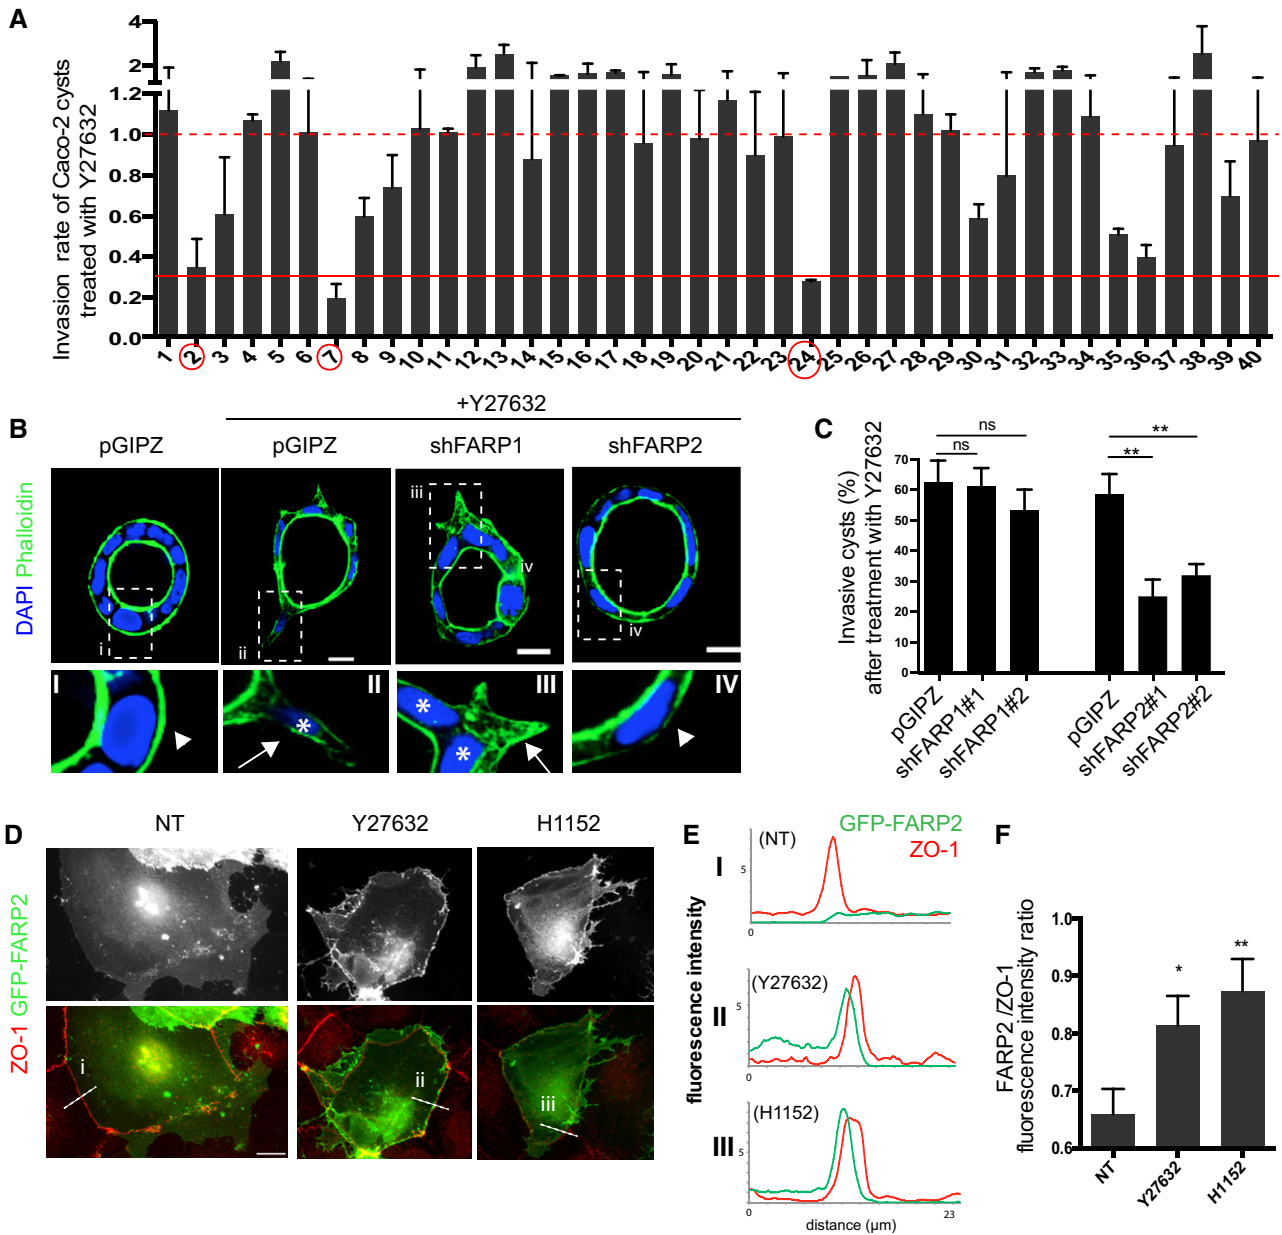 A
Invasion rate of Caco-2 cysts
treated with Y27632
4
2
1.2
1.0
0.8
0.6
0.4
0.2
0.0
1 2 3 4 5 6 7 8 9 10 11 12 13 14 15 16 17 18 19 20 21 22 23 24 25 26 27 28 29 30 31 32 33 34 35 36 37 38 39 40
B
+Y27632
pGIPZ pGIPZ shFARP1 shFARP2
DAPI Phalloidin
i
ii
iii
iv
iv
I II III IV
* * *
C
Invasive cysts (%)
after treatment with Y27632
70
60
50
40
30
20
10
0
ns
ns
**
**
pGIPZ
shFARP1#1
shFARP1#2
pGIPZ
shFARP2#1
shFARP2#2
D
NT Y27632 H1152
ZO-1 GFP-FARP2
i
ii
iii
E
GFP-FARP2
ZO-1
fluorescence intensity
I
(NT)
5
0
II
(Y27632)
5
0
III
(H1152)
5
0 23
distance (µm)
F
FARP2 /ZO-1
fluorescence intensity ratio
1.0
0.9
0.8
0.7
0.6
*
**
NT
Y27632
H1152